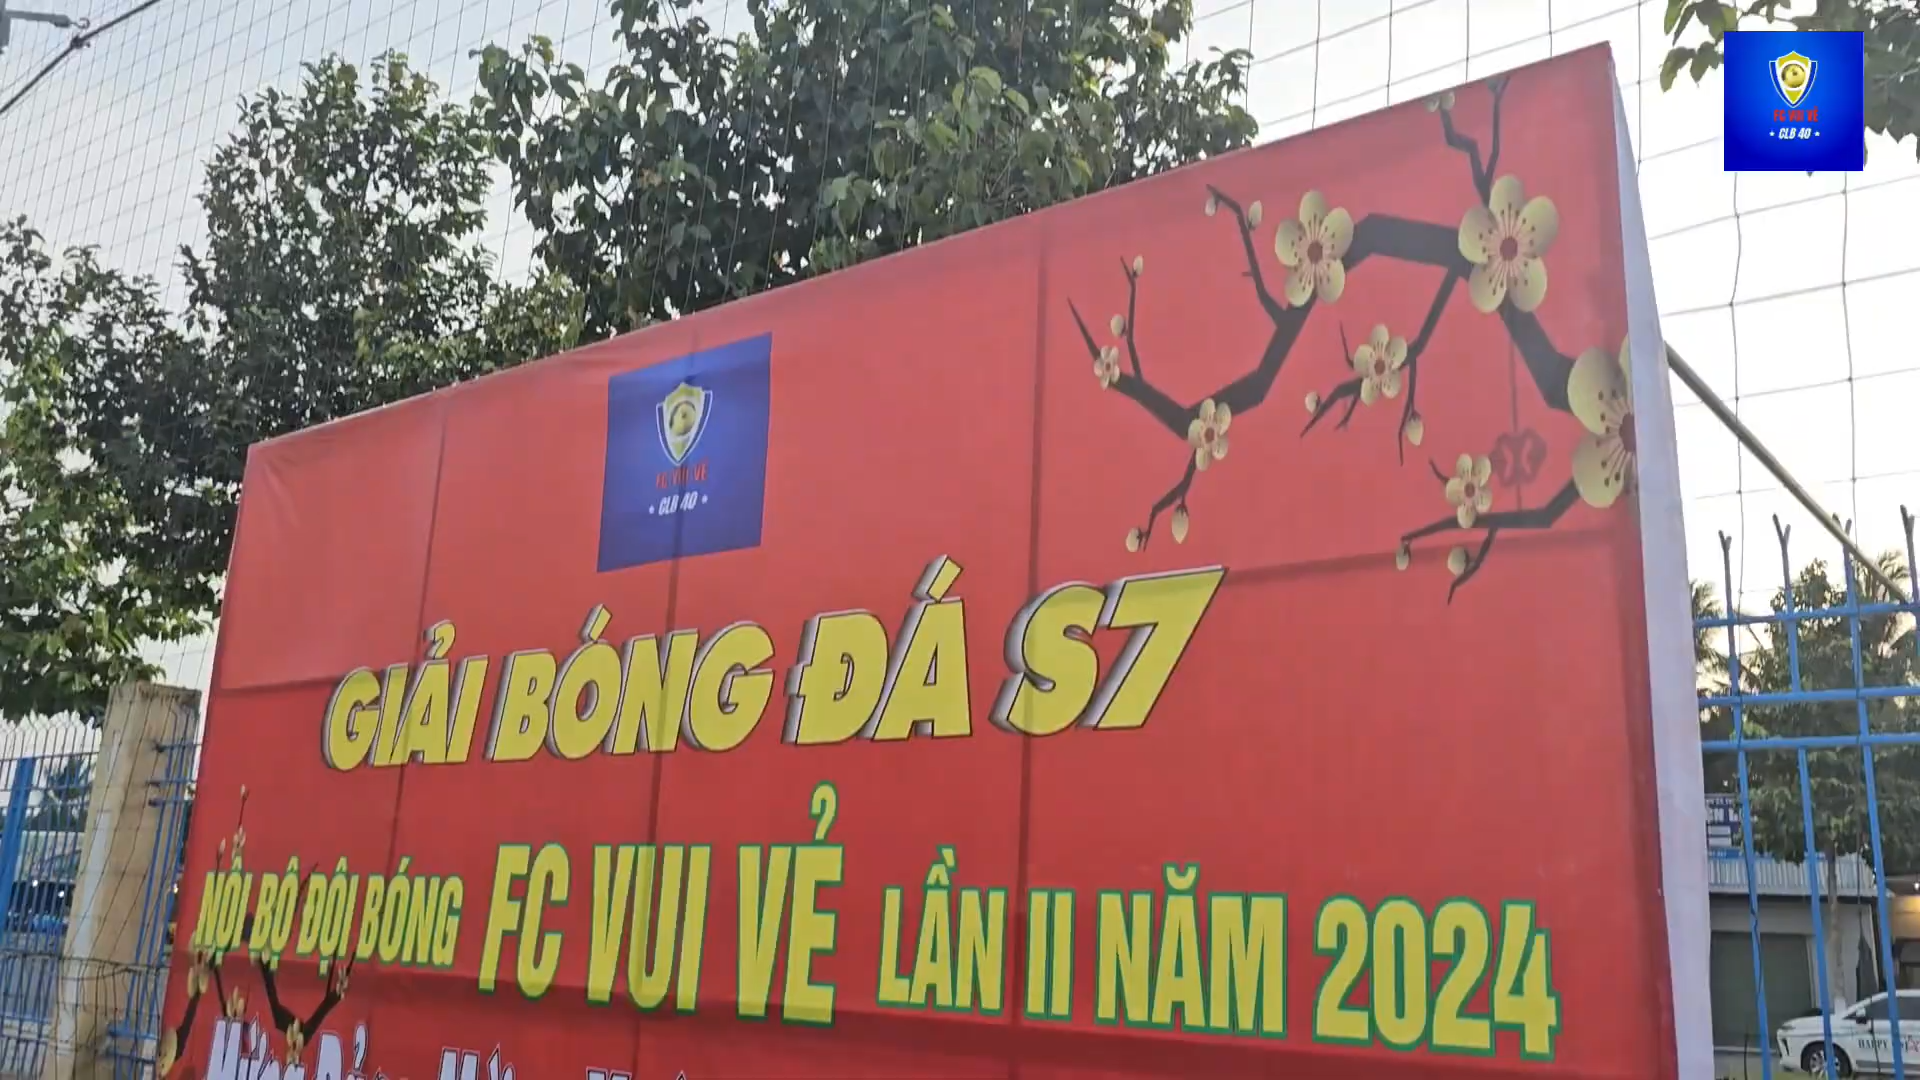 FC VUI VẺ
CLB 40
FC VUI VẺ
CLB 40
GIẢI BÓNG ĐÁ S7
NỘI BỘ ĐỘI BÓNG FC VUI VẺ LẦN II NĂM 2024